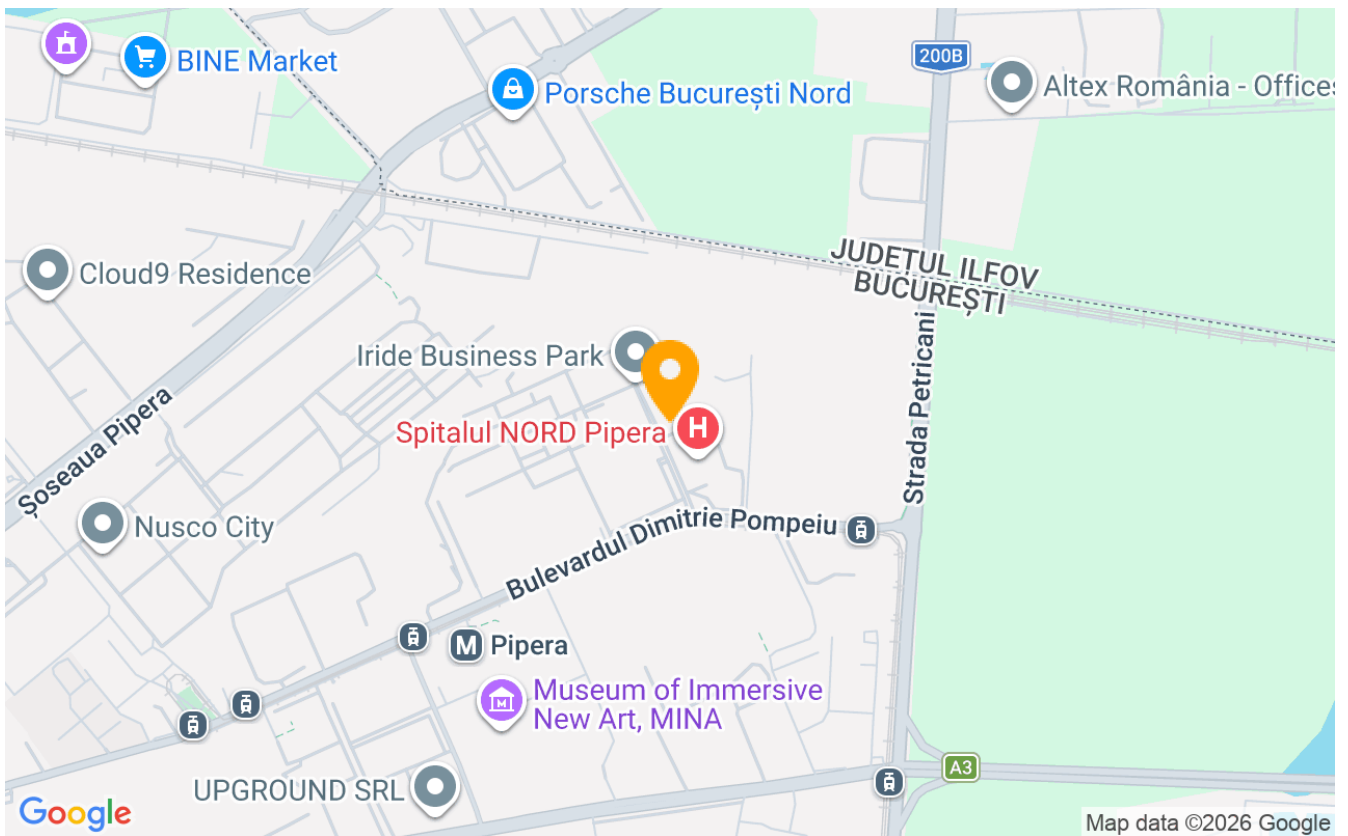 BINE Market
Porsche București Nord
200B
Altex România - Offices
JUDEȚUL ILFOV
BUCUREȘTI
Cloud9 Residence
Iride Business Park
Șoseaua Pipera
Spitalul NORD Pipera
H
Strada Petricani
Nusco City
Bulevardul Dimitrie Pompeiu
M Pipera
Museum of Immersive
New Art, MINA
UPGROUND SRL
A3
Google
Map data ©2026 Google